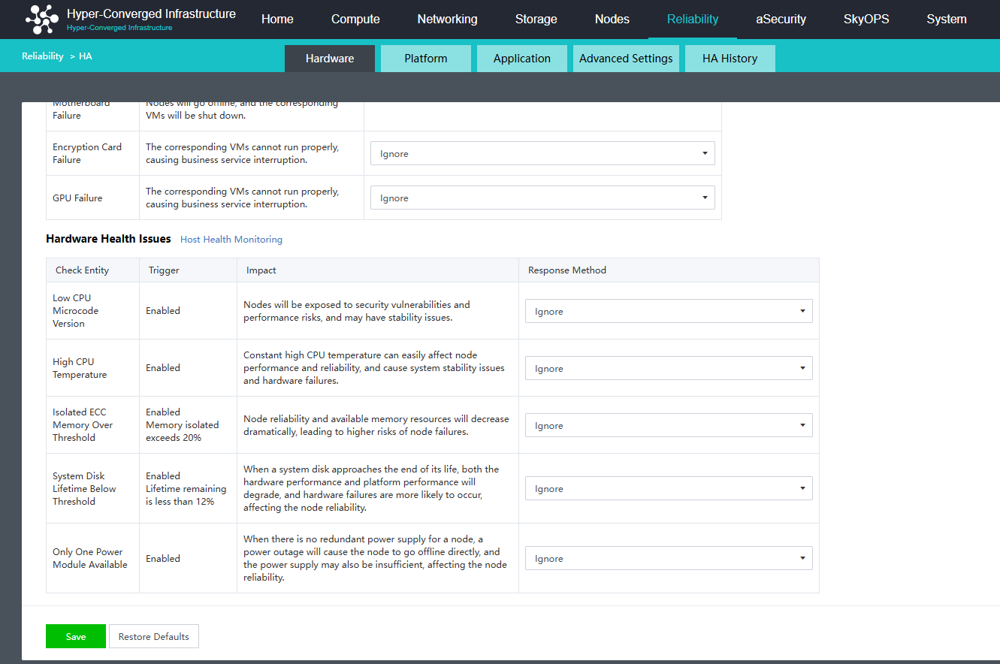 Hyper-Converged Infrastructure
Hyper-Converged Infrastructure
Home
Compute
Networking
Storage
Nodes
Reliability
aSecurity
SkyOPS
System
Reliability > HA
Hardware
Platform
Application
Advanced Settings
HA History
Motherboard
Failure
Nodes will go offline, and the corresponding
VMs will be shut down.
Encryption Card
Failure
The corresponding VMs cannot run properly,
causing business service interruption.
Ignore
GPU Failure
The corresponding VMs cannot run properly,
causing business service interruption.
Ignore
Hardware Health Issues
Host Health Monitoring
Check Entity
Trigger
Impact
Response Method
Low CPU
Microcode
Version
Enabled
Nodes will be exposed to security vulnerabilities and
performance risks, and may have stability issues.
Ignore
High CPU
Temperature
Enabled
Constant high CPU temperature can easily affect node
performance and reliability, and cause system stability issues
and hardware failures.
Ignore
Isolated ECC
Memory Over
Threshold
Enabled
Memory isolated
exceeds 20%
Node reliability and available memory resources will decrease
dramatically, leading to higher risks of node failures.
Ignore
System Disk
Lifetime Below
Threshold
Enabled
Lifetime remaining
is less than 12%
When a system disk approaches the end of its life, both the
hardware performance and platform performance will
degrade, and hardware failures are more likely to occur,
affecting the node reliability.
Ignore
Only One Power
Module Available
Enabled
When there is no redundant power supply for a node, a
power outage will cause the node to go offline directly, and
the power supply may also be insufficient, affecting the node
reliability.
Ignore
Save
Restore Defaults